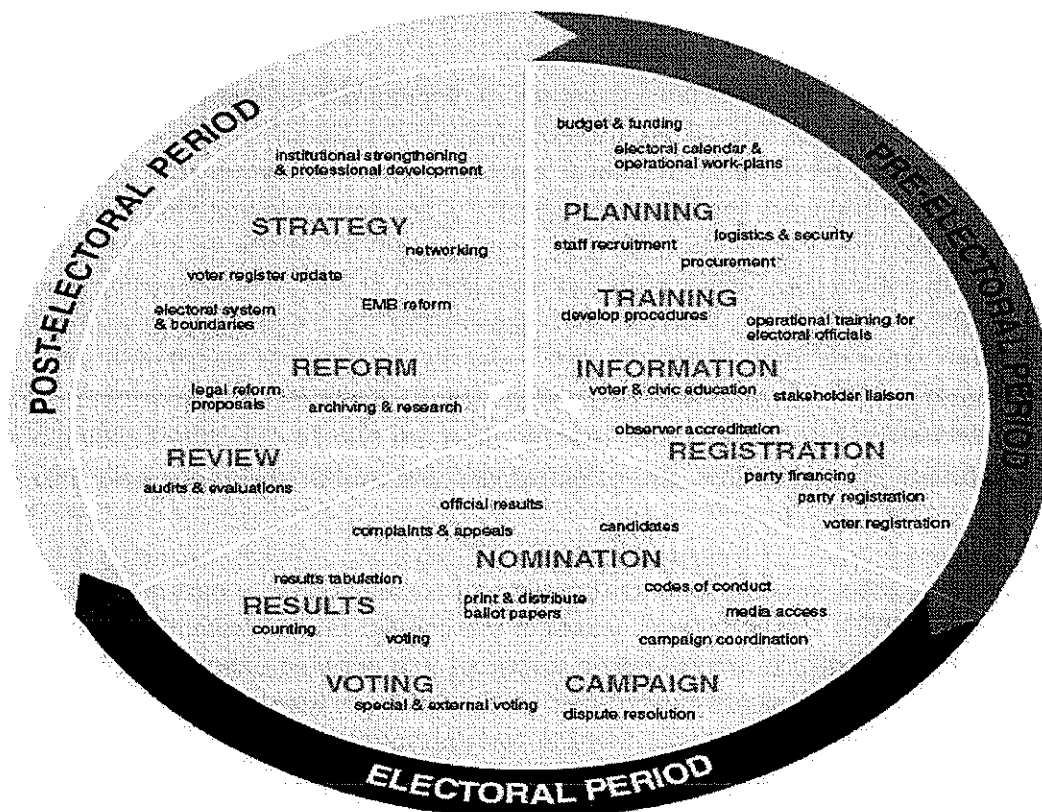 POST-ELECTORAL PERIOD
institutional strengthening
& professional development
STRATEGY
networking
voter register update
electoral system
& boundaries
EMB reform
REFORM
legal reform
proposals
archiving & research
REVIEW
audits & evaluations
PRE-ELECTORAL PERIOD
budget & funding
electoral calendar &
operational work-plans
PLANNING
staff recruitment
logistics & security
procurement
TRAINING
develop procedures
operational training for
electoral officials
INFORMATION
voter & civic education
stakeholder liaison
observer accreditation
REGISTRATION
party financing
party registration
voter registration
official results
complaints & appeals
candidates
NOMINATION
results tabulation
RESULTS
counting
voting
print & distribute
ballot papers
codes of conduct
media access
campaign coordination
VOTING
special & external voting
CAMPAIGN
dispute resolution
ELECTORAL PERIOD